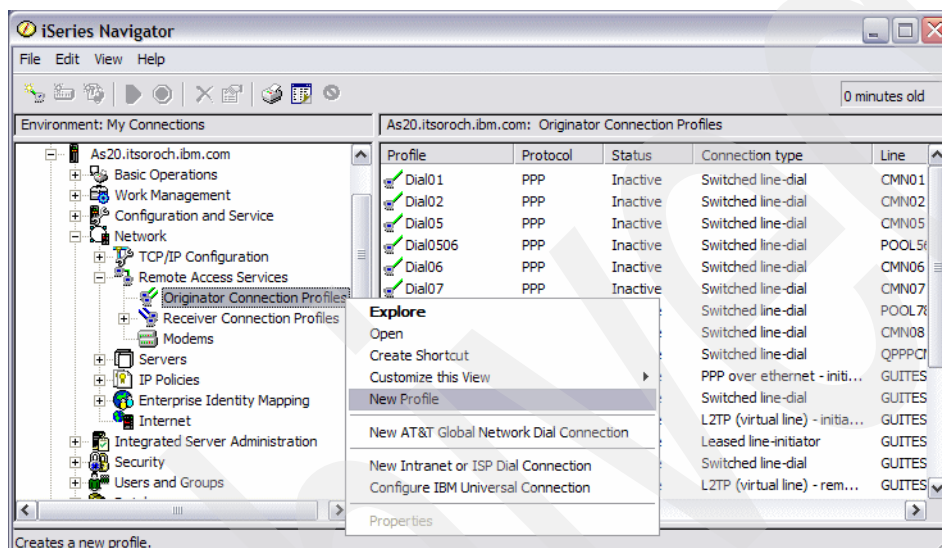 iSeries Navigator
File Edit View Help
0 minutes old
Environment: My Connections
As20.itsoroch.ibm.com: Originator Connection Profiles
As20.itsoroch.ibm.com
Basic Operations
Work Management
Configuration and Service
Network
TCP/IP Configuration
Remote Access Services
Originator Connection Profiles
Receiver Connection Profiles
Modems
Servers
IP Policies
Enterprise Identity Mapping
Internet
Integrated Server Administration
Security
Users and Groups
Profile Protocol Status Connection type Line
Dial01 PPP Inactive Switched line-dial CMN01
Dial02 PPP Inactive Switched line-dial CMN02
Dial05 PPP Inactive Switched line-dial CMN05
Dial0506 PPP Inactive Switched line-dial POOL56
Dial06 PPP Inactive Switched line-dial CMN06
Dial07 PPP Inactive Switched line-dial CMN07
Switched line-dial POOL78
Switched line-dial CMN08
Switched line-dial
PPP over ethernet - initi... GUITES
Switched line-dial GUITES
L2TP (virtual line) - initia... GUITES
Leased line-initiator GUITES
Switched line-dial GUITES
L2TP (virtual line) - rem... GUITES
Explore
Open
Create Shortcut
Customize this View
New Profile
New AT&T Global Network Dial Connection
New Intranet or ISP Dial Connection
Configure IBM Universal Connection
Properties
Creates a new profile.